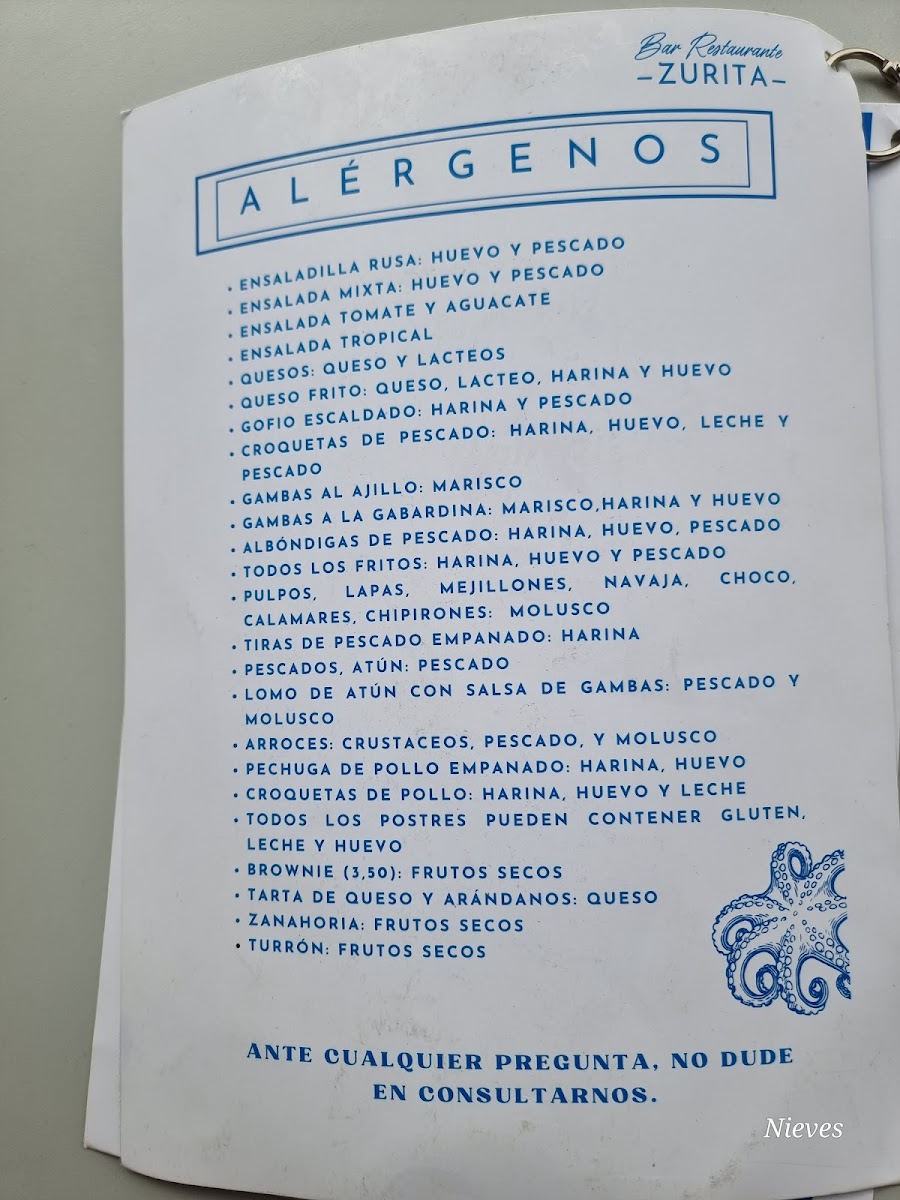 Bar Restaurante
-ZURITA-
ALÉRGENOS
• ENSALADILLA RUSA: HUEVO Y PESCADO
• ENSALADA MIXTA: HUEVO Y PESCADO
• ENSALADA TOMATE Y AGUACATE
• ENSALADA TROPICAL
• QUESOS: QUESO Y LACTEOS
• QUESO FRITO: QUESO, LACTEO, HARINA Y HUEVO
• GOFIO ESCALDADO: HARINA Y PESCADO
• CROQUETAS DE PESCADO: HARINA, HUEVO, LECHE Y
PESCADO
• GAMBAS AL AJILLO: MARISCO
• GAMBAS A LA GABARDINA: MARISCO,HARINA Y HUEVO
• ALBÓNDIGAS DE PESCADO: HARINA, HUEVO, PESCADO
• TODOS LOS FRITOS: HARINA, HUEVO Y PESCADO
• PULPOS, LAPAS, MEJILLONES, NAVAJA, CHOCO,
CALAMARES, CHIPIRONES: MOLUSCO
• TIRAS DE PESCADO EMPANADO: HARINA
• PESCADOS, ATÚN: PESCADO
• LOMO DE ATÚN CON SALSA DE GAMBAS: PESCADO Y
MOLUSCO
• ARROCES: CRUSTACEOS, PESCADO, Y MOLUSCO
• PECHUGA DE POLLO EMPANADO: HARINA, HUEVO
• CROQUETAS DE POLLO: HARINA, HUEVO Y LECHE
• TODOS LOS POSTRES PUEDEN CONTENER GLUTEN,
LECHE Y HUEVO
• BROWNIE (3,50): FRUTOS SECOS
• TARTA DE QUESO Y ARÁNDANOS: QUESO
• ZANAHORIA: FRUTOS SECOS
• TURRÓN: FRUTOS SECOS
ANTE CUALQUIER PREGUNTA, NO DUDE
EN CONSULTARNOS.
Nieves